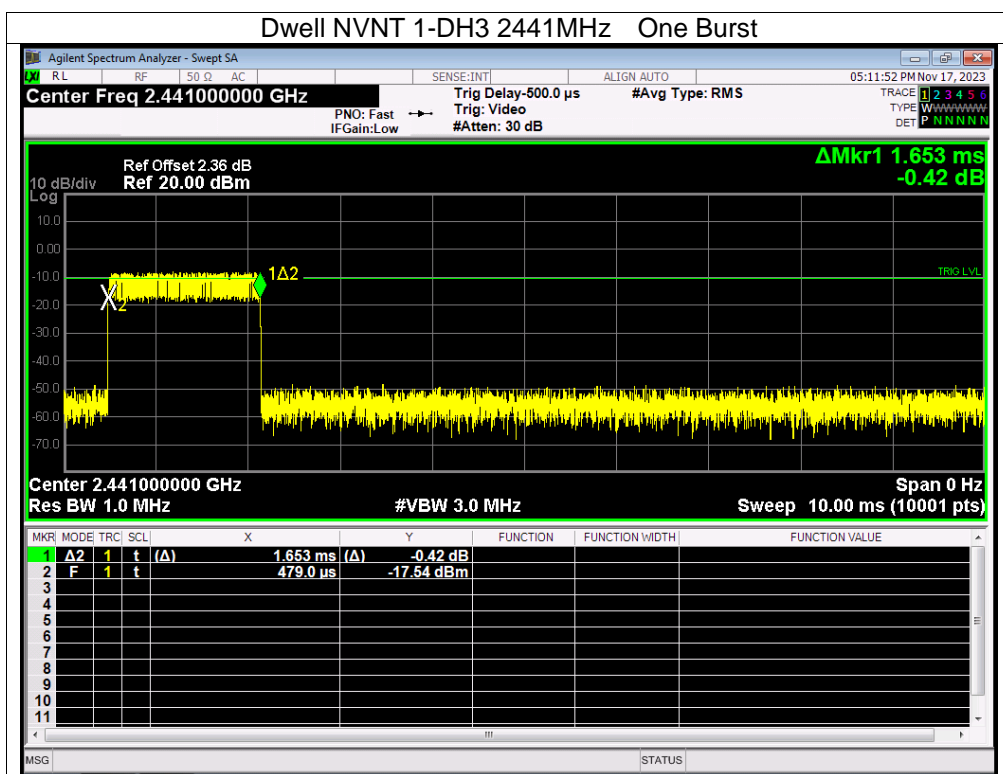 Dwell NVNT 1-DH3 2441MHz One Burst
Agilent Spectrum Analyzer - Swept SA
LXI RL RF 50 Ω AC SENSE:INT ALIGN AUTO 05:11:52 PM Nov 17, 2023
Center Freq 2.441000000 GHz
PNO: Fast
IFGain:Low
Trig Delay-500.0 µs
Trig: Video
#Atten: 30 dB
#Avg Type: RMS
TRACE 1 2 3 4 5 6
TYPE WWWWWWW
DET P N N N N N
ΔMkr1 1.653 ms
-0.42 dB
Ref Offset 2.36 dB
10 dB/div Ref 20.00 dBm
Log
10.0
0.00
-10.0
-20.0
-30.0
-40.0
-50.0
-60.0
-70.0
1Δ2
2
TRIG LVL
Center 2.441000000 GHz Span 0 Hz
Res BW 1.0 MHz #VBW 3.0 MHz Sweep 10.00 ms (10001 pts)
MKR MODE TRC SCL X Y FUNCTION FUNCTION WIDTH FUNCTION VALUE
1 Δ2 1 t (Δ) 1.653 ms (Δ) -0.42 dB
2 F 1 t 479.0 µs -17.54 dBm
3
4
5
6
7
8
9
10
11
MSG STATUS